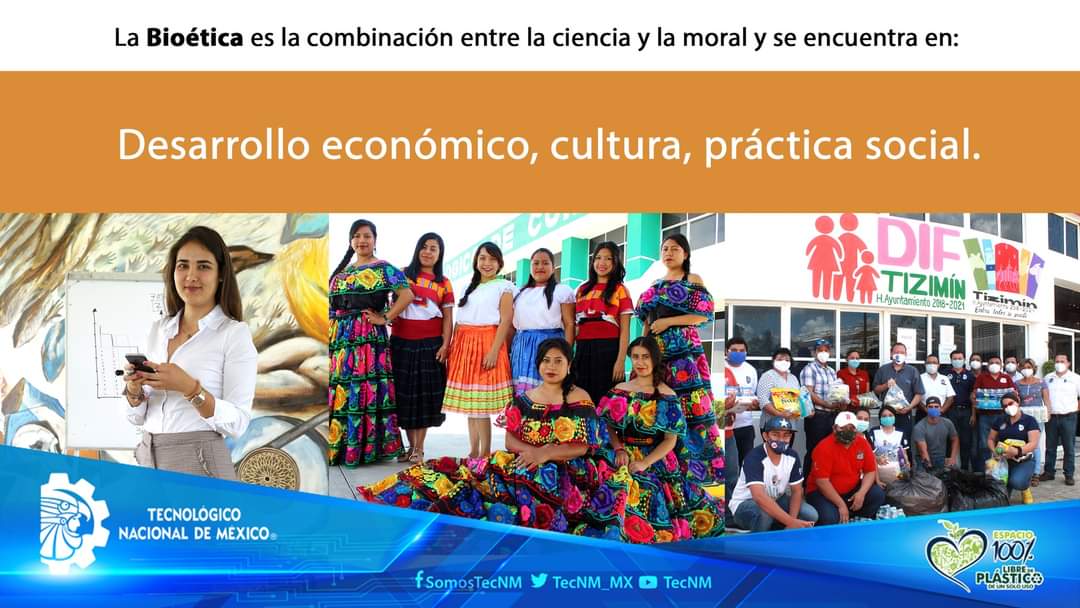 La Bioética es la combinación entre la ciencia y la moral y se encuentra en:
Desarrollo económico, cultura, práctica social.
DIF
TIZIMÍN
H. Ayuntamiento 2018-2021
Tizimín
TECNOLÓGICO
NACIONAL DE MÉXICO®
SomosTecNM TecNM_MX TecNM
ESPACIO
100%
LIBRE DE
PLÁSTICO
DE UN SOLO USO